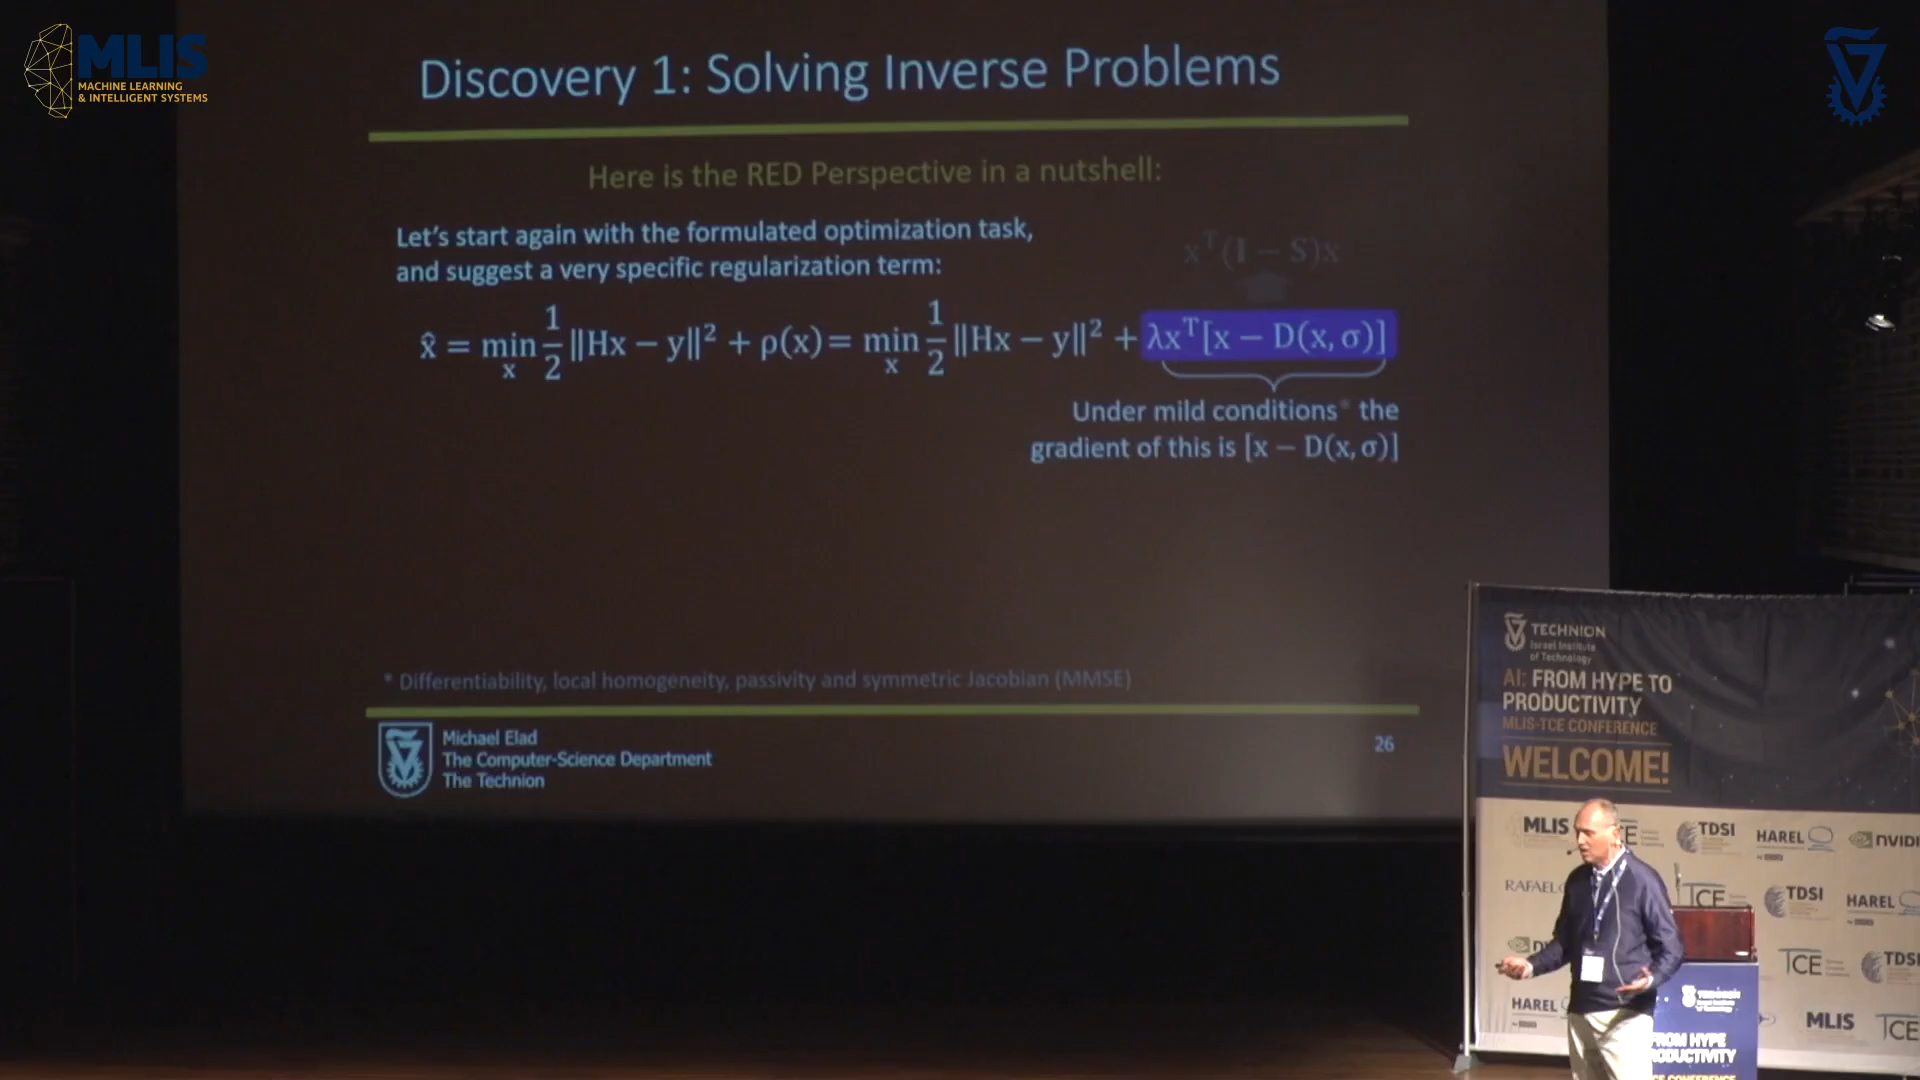 MLIS
MACHINE LEARNING
& INTELLIGENT SYSTEMS
Discovery 1: Solving Inverse Problems
Here is the RED Perspective in a nutshell:
Let's start again with the formulated optimization task,
and suggest a very specific regularization term:
xᵀ(I − S)x
x̂ = min_x 1/2 ‖Hx − y‖² + ρ(x) = min_x 1/2 ‖Hx − y‖² + λxᵀ[x − D(x, σ)]
Under mild conditions* the
gradient of this is [x − D(x, σ)]
* Differentiability, local homogeneity, passivity and symmetric Jacobian (MMSE)
Michael Elad
The Computer-Science Department
The Technion
26
TECHNION
Israel Institute
of Technology
AI: FROM HYPE TO
PRODUCTIVITY
MLIS-TCE CONFERENCE
WELCOME!
MLIS TDSI HAREL NVIDI
RAFAEL TCE TDSI HAREL
TCE TDSI
HAREL MLIS TCE
TECHNION
FROM HYPE